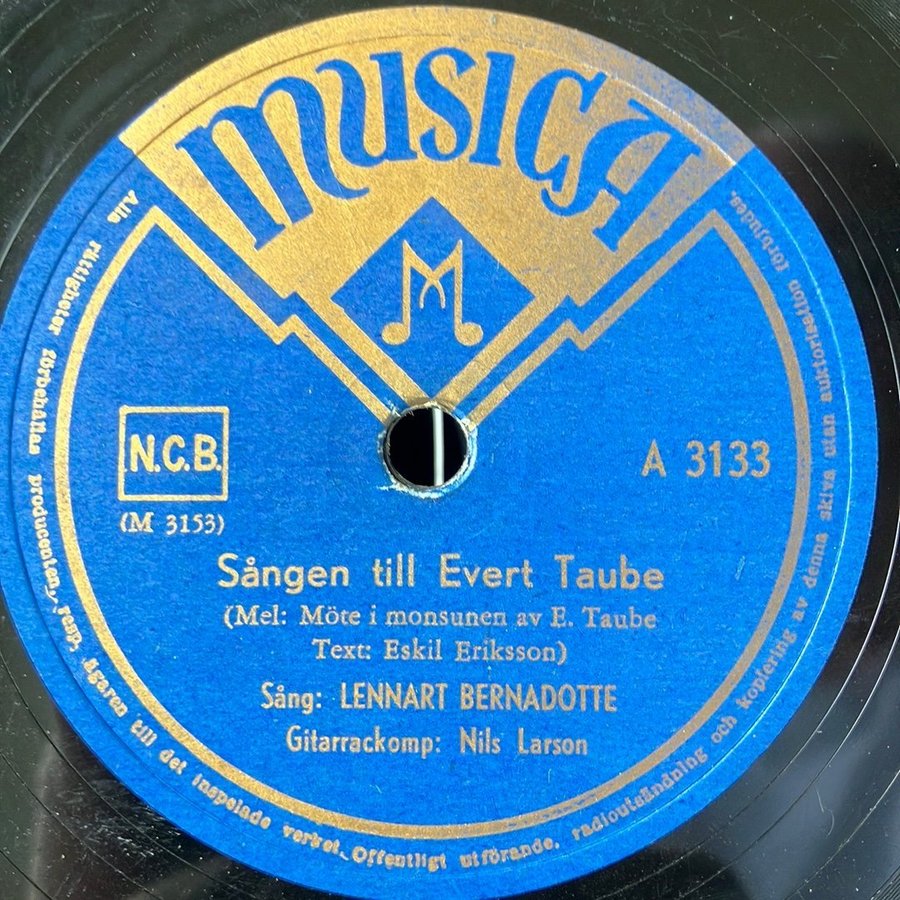 MUSICA
N.C.B.
(M 3153)
A 3133
Sången till Evert Taube
(Mel: Möte i monsunen av E. Taube
Text: Eskil Eriksson)
Sång: LENNART BERNADOTTE
Gitarrackomp: Nils Larson
Alla rättigheter förbehållas producenten, resp. ägaren till det inspelade verket. Offentligt utförande, radioutsändning och kopiering av denna skiva utan auktorisation förbjudes.